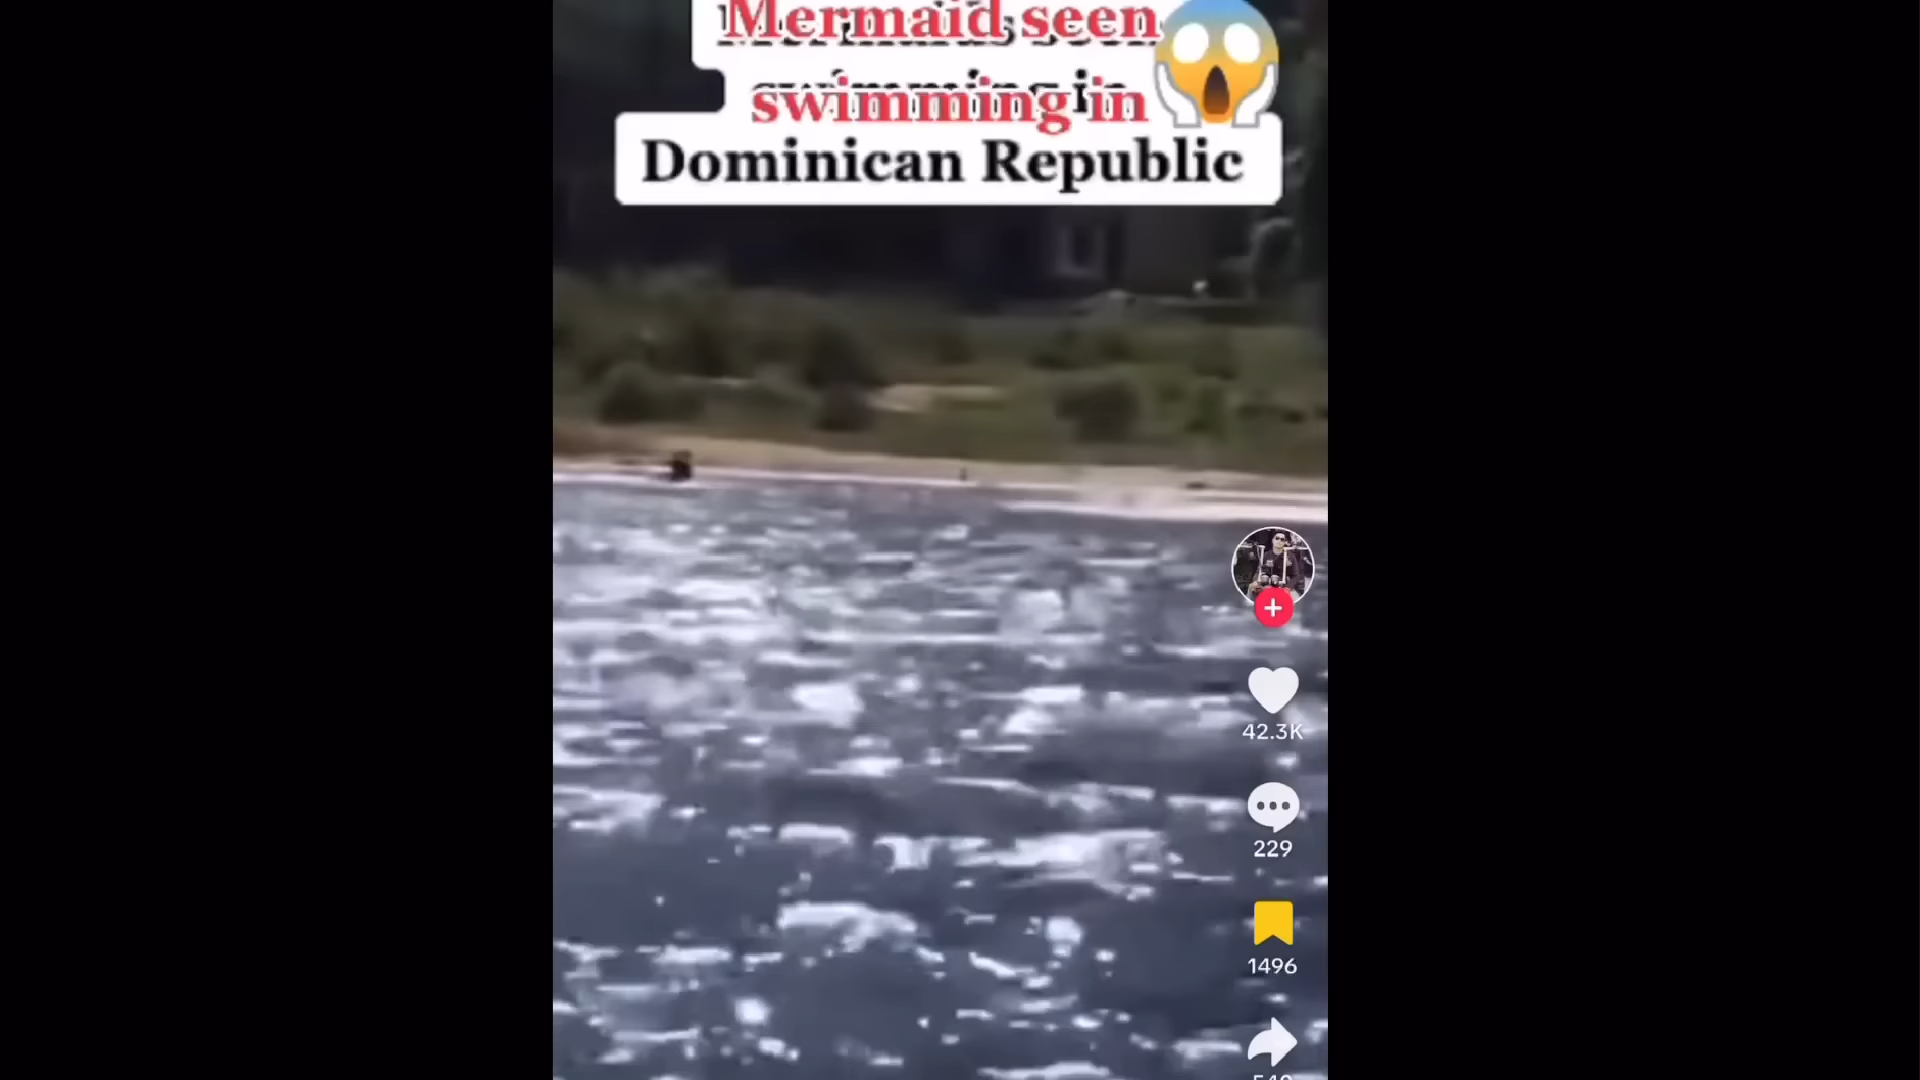 Mermaid seen
swimming in
Dominican Republic
42.3K
229
1496